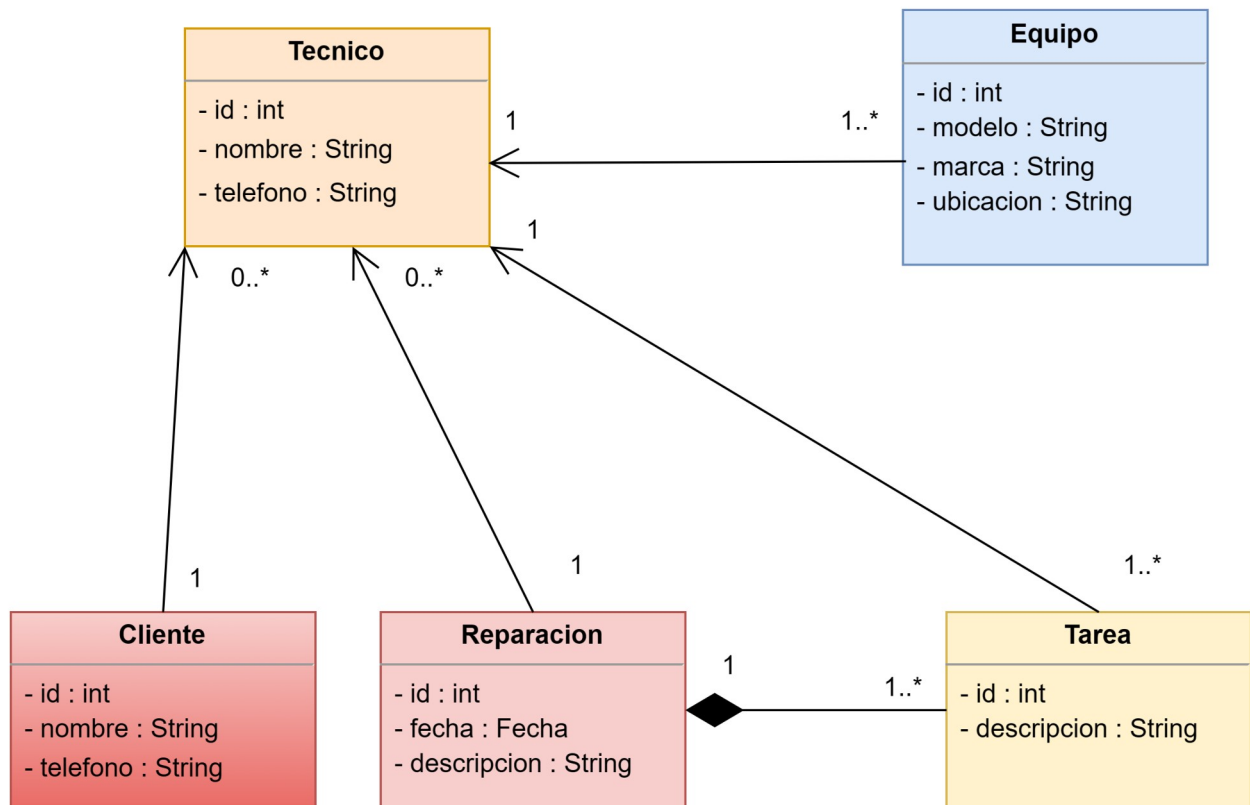 Tecnico
- id : int
- nombre : String
- telefono : String
Equipo
- id : int
- modelo : String
- marca : String
- ubicacion : String
1
1..*
1
0..*
0..*
1
1
1..*
Cliente
- id : int
- nombre : String
- telefono : String
Reparacion
- id : int
- fecha : Fecha
- descripcion : String
1
1..*
Tarea
- id : int
- descripcion : String